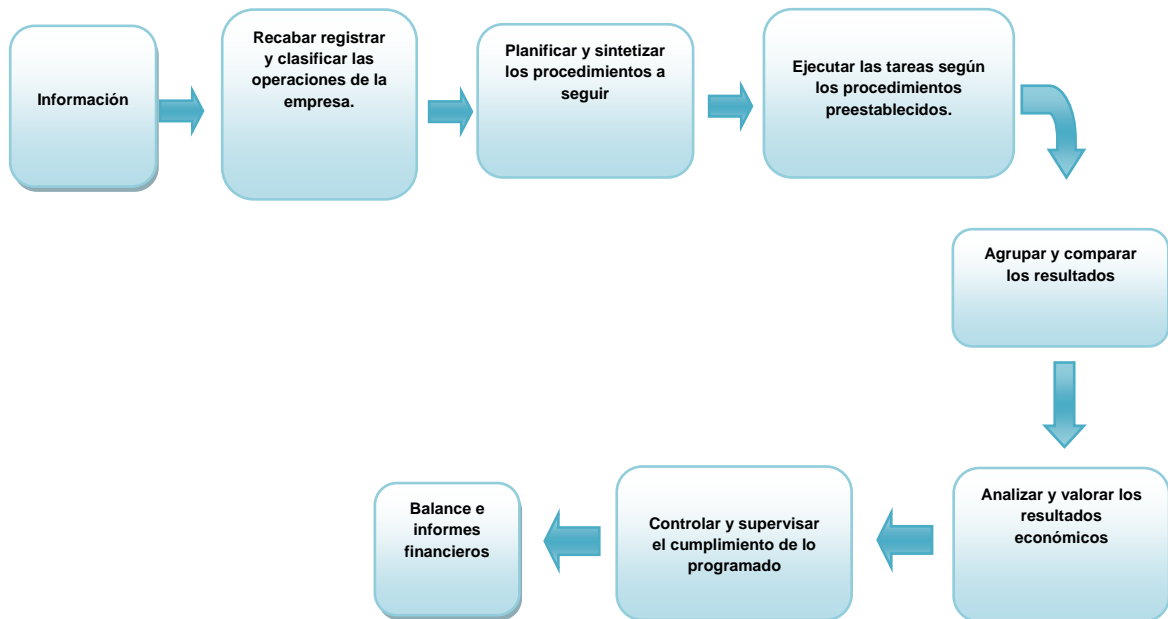 Información
Recabar registrar
y clasificar las
operaciones de la
empresa.
Planificar y sintetizar
los procedimientos a
seguir
Ejecutar las tareas según
los procedimientos
preestablecidos.
Agrupar y comparar
los resultados
Analizar y valorar los
resultados
económicos
Controlar y supervisar
el cumplimiento de lo
programado
Balance e
informes
financieros